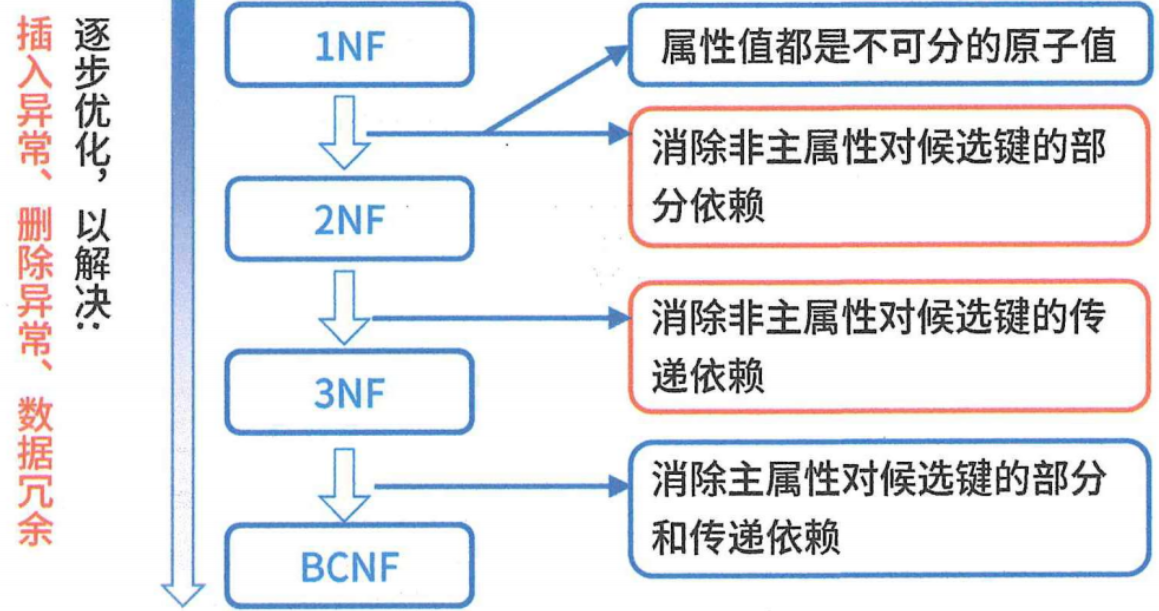 逐步优化，以解决：
插入异常、删除异常、数据冗余
1NF
属性值都是不可分的原子值
消除非主属性对候选键的部
分依赖
2NF
消除非主属性对候选键的传
递依赖
3NF
消除主属性对候选键的部分
和传递依赖
BCNF